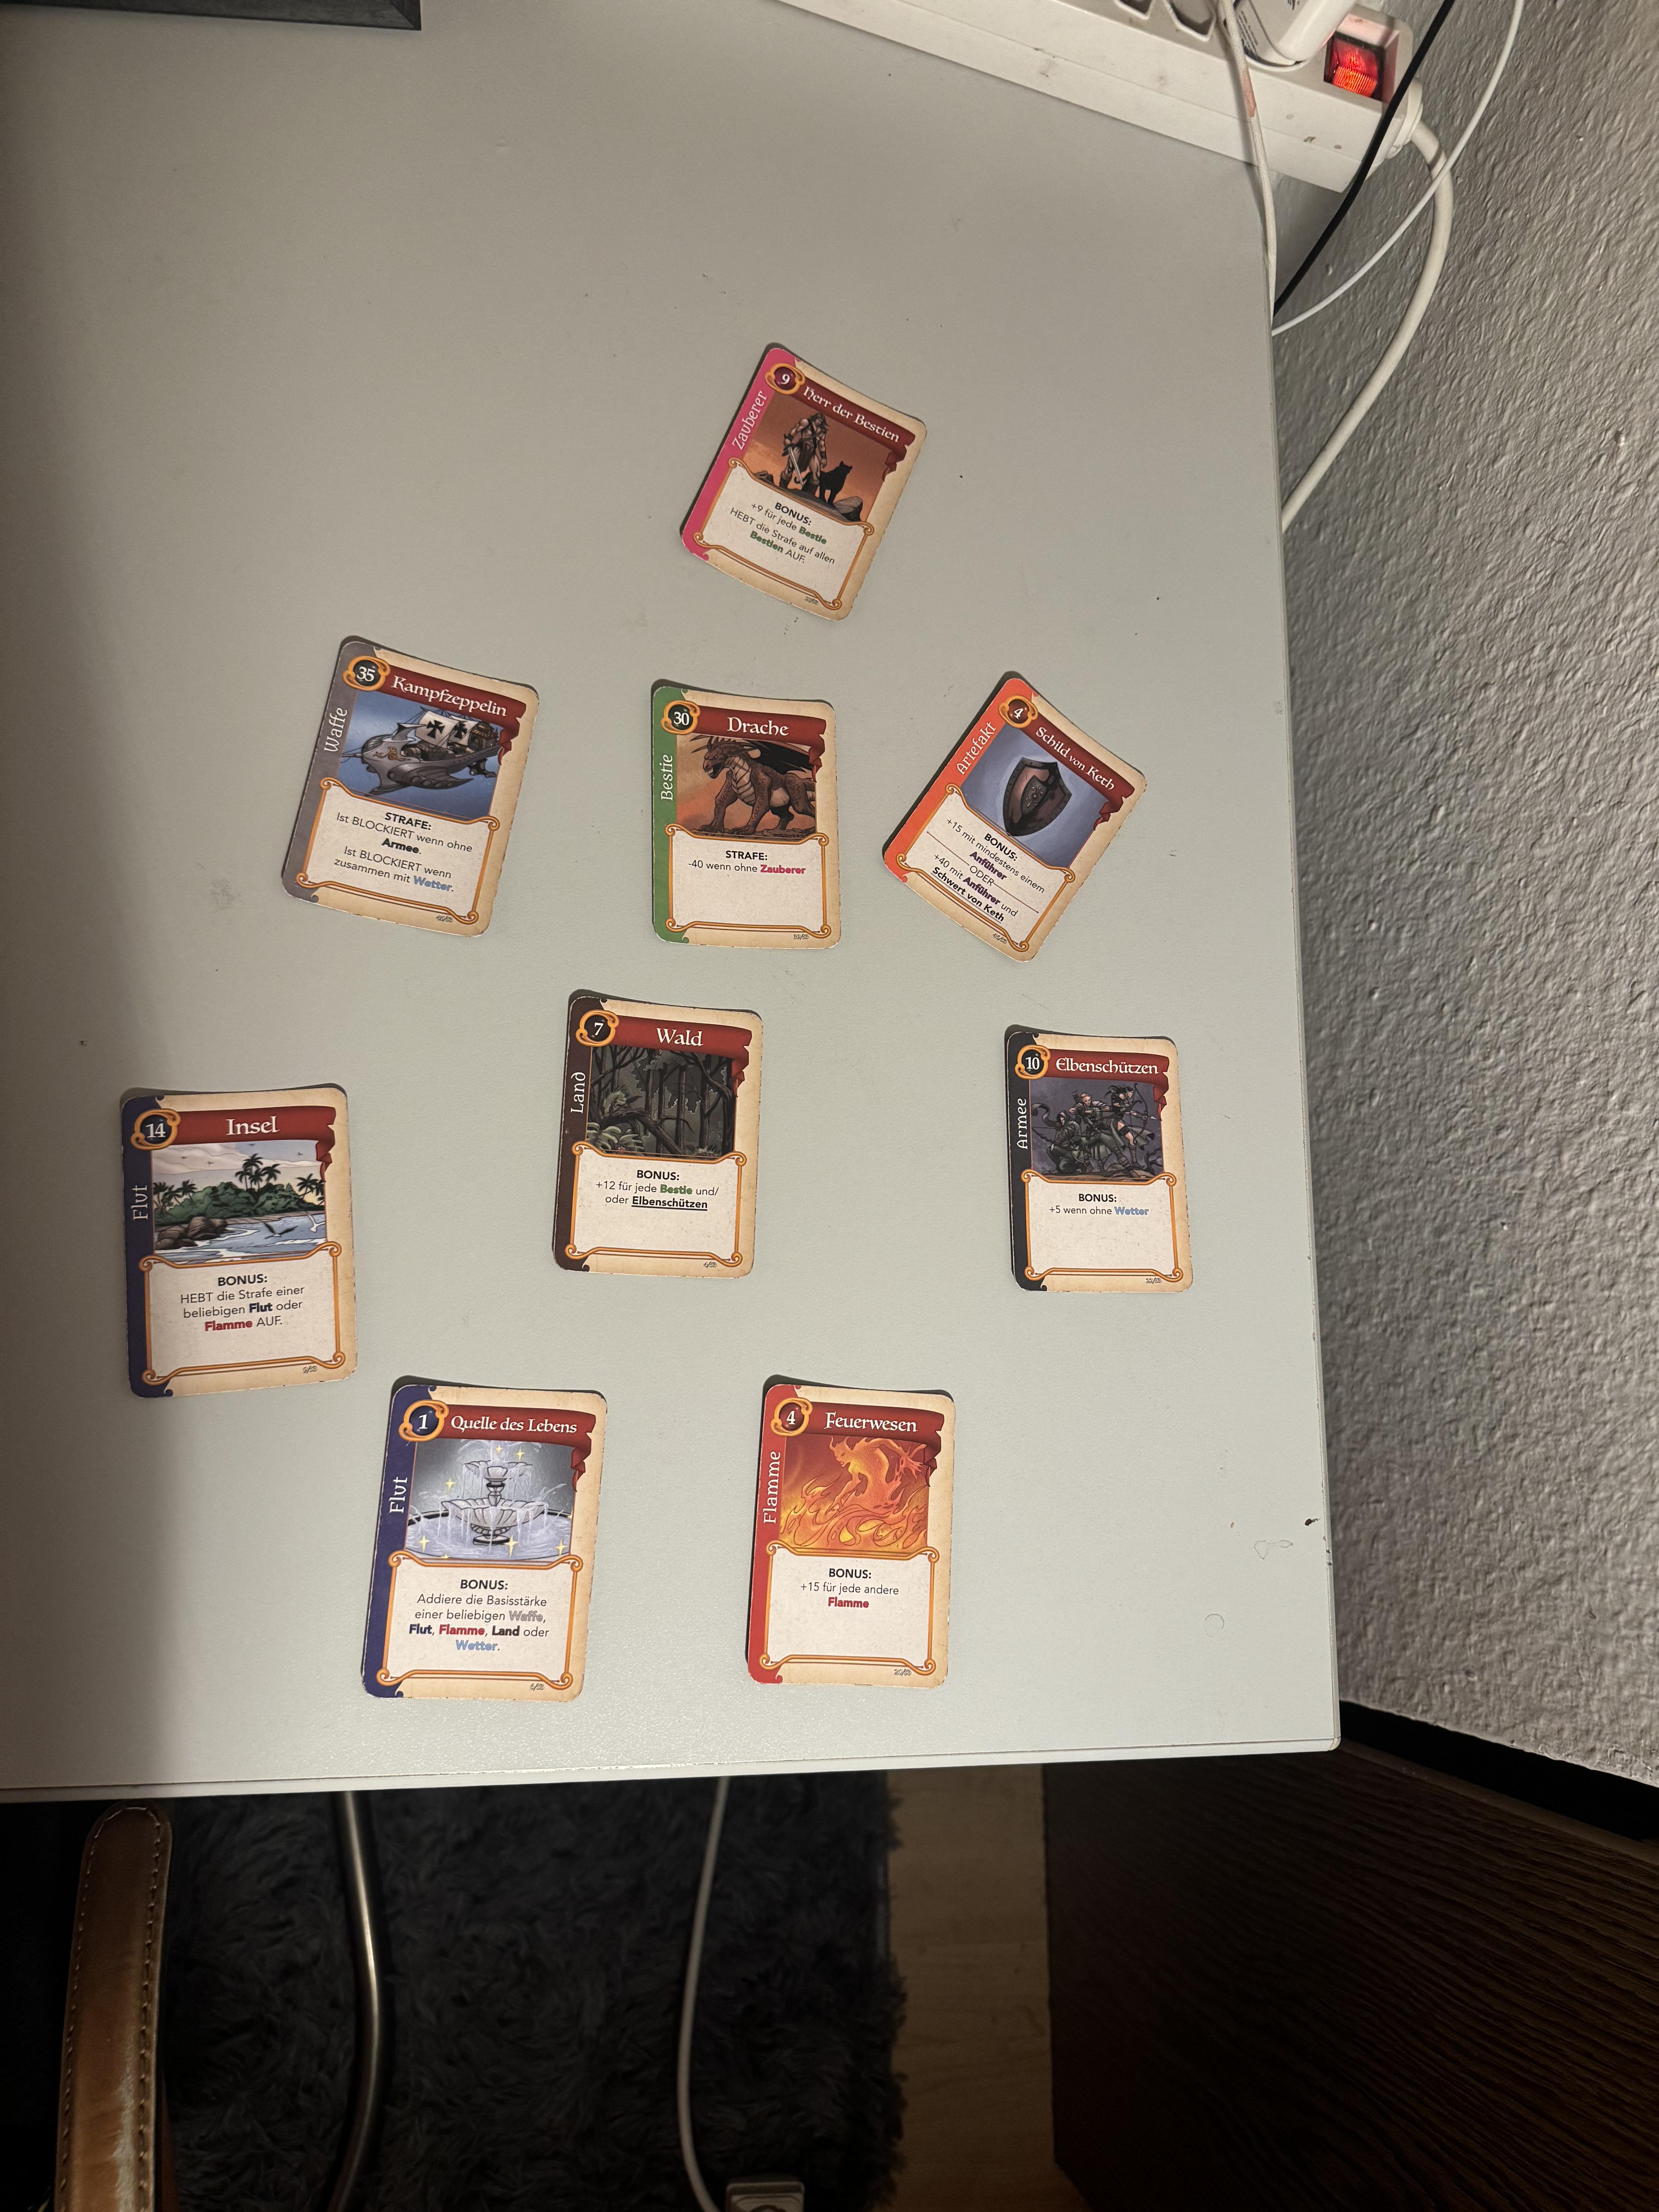 Zauberer
9
Herr der Bestien
BONUS:
+9 für jede Bestie
HEBT die Strafe auf allen
Bestien AUF.
Waffe
35
Kampfzeppelin
STRAFE:
Ist BLOCKIERT wenn ohne
Armee.
Ist BLOCKIERT wenn
zusammen mit Wetter.
Bestie
30
Drache
STRAFE:
-40 wenn ohne Zauberer
Artefakt
4
Schild von Keth
BONUS:
+15 mit mindestens einem
Anführer
ODER
+40 mit Anführer und
Schwert von Keth
Land
7
Wald
BONUS:
+12 für jede Bestie und/
oder Elbenschützen
Armee
10
Elbenschützen
BONUS:
+5 wenn ohne Wetter
Flut
14
Insel
BONUS:
HEBT die Strafe einer
beliebigen Flut oder
Flamme AUF.
Flut
1
Quelle des Lebens
BONUS:
Addiere die Basisstärke
einer beliebigen Waffe,
Flut, Flamme, Land oder
Wetter.
Flamme
4
Feuerwesen
BONUS:
+15 für jede andere
Flamme